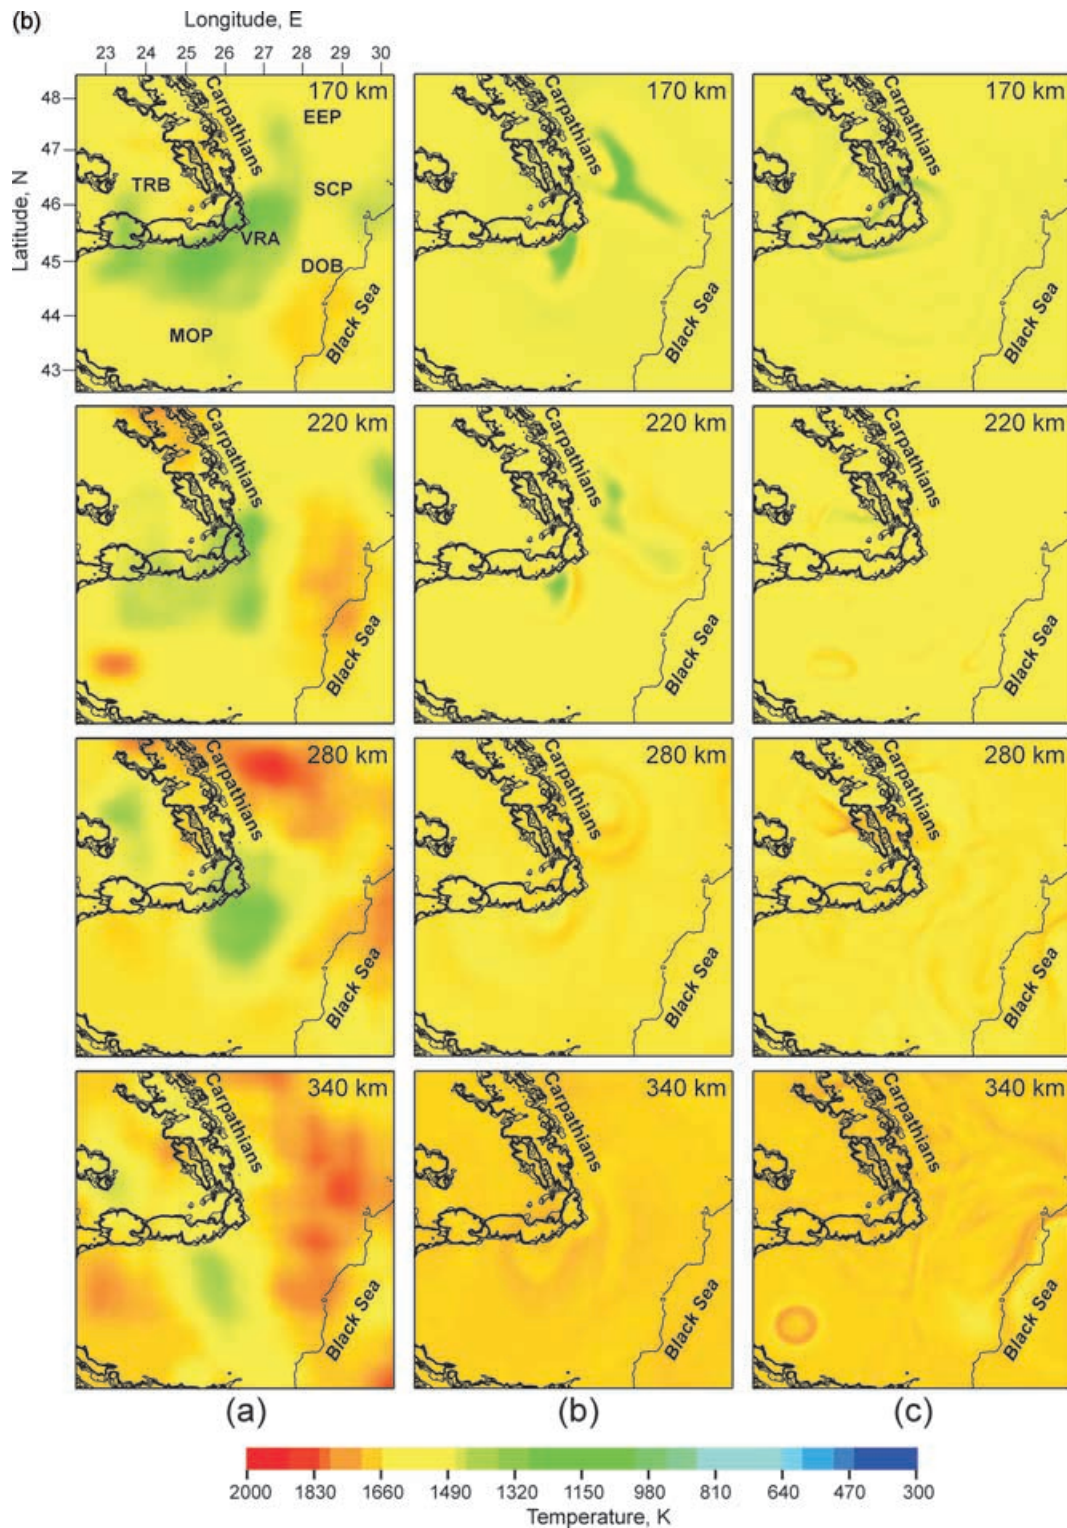 (b)
Longitude, E
23 24 25 26 27 28 29 30
Latitude, N
48
47
46
45
44
43
170 km
Carpathians
EEP
TRB
SCP
VRA
DOB
MOP
Black Sea
170 km
Carpathians
Black Sea
170 km
Carpathians
Black Sea
220 km
Carpathians
Black Sea
220 km
Carpathians
Black Sea
220 km
Carpathians
Black Sea
280 km
Carpathians
Black Sea
280 km
Carpathians
Black Sea
280 km
Carpathians
Black Sea
340 km
Carpathians
Black Sea
340 km
Carpathians
Black Sea
340 km
Carpathians
Black Sea
(a) (b) (c)
2000 1830 1660 1490 1320 1150 980 810 640 470 300
Temperature, K